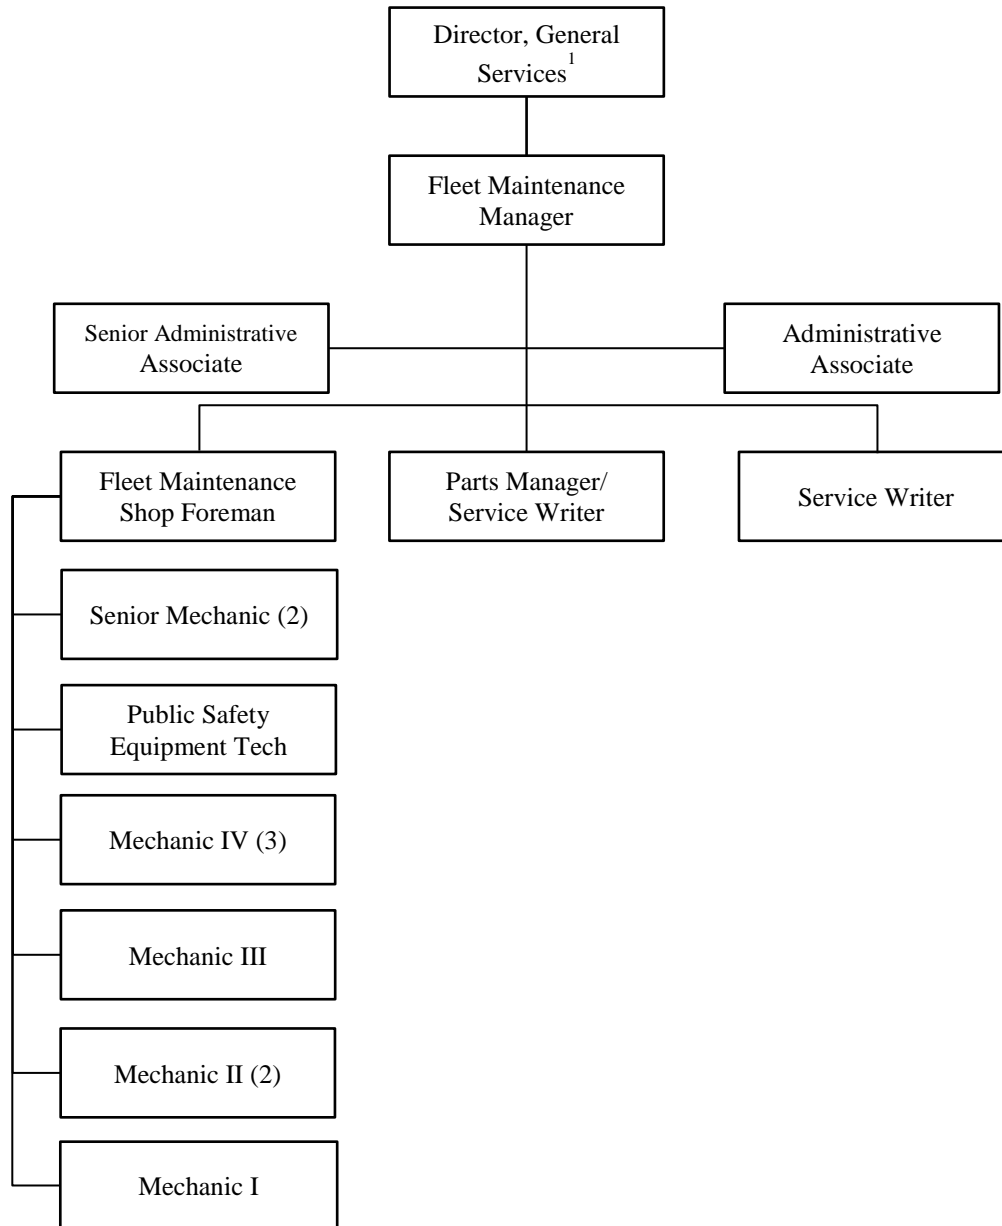 Director, General
Services1
Fleet Maintenance
Manager
Senior Administrative
Associate
Administrative
Associate
Fleet Maintenance
Shop Foreman
Parts Manager/
Service Writer
Service Writer
Senior Mechanic (2)
Public Safety
Equipment Tech
Mechanic IV (3)
Mechanic III
Mechanic II (2)
Mechanic I